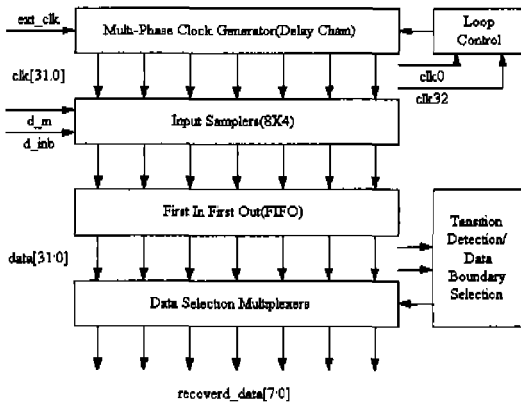 ext_clk
Multi-Phase Clock Generator(Delay Cham)
Loop
Control
clk[31.0]
clk0
clk32
d_in
d_inb
Input Samplers(8X4)
First In First Out(FIFO)
data[31:0]
Tansition
Detection/
Data
Boundary
Selection
Data Selection Multiplexers
recoverd_data[7:0]